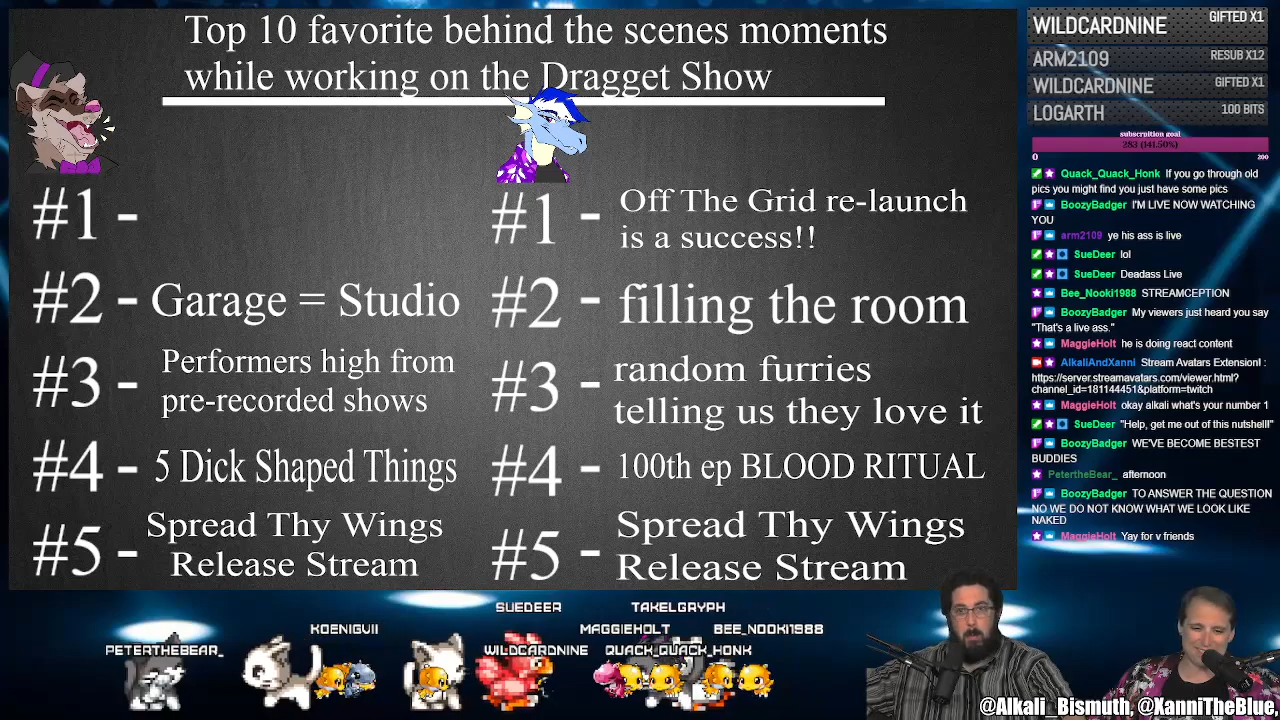 Top 10 favorite behind the scenes moments
while working on the Dragget Show
#1 -
#2 - Garage = Studio
#3 - Performers high from
pre-recorded shows
#4 - 5 Dick Shaped Things
#5 - Spread Thy Wings
Release Stream
#1 - Off The Grid re-launch
is a success!!
#2 - filling the room
#3 - random furries
telling us they love it
#4 - 100th ep BLOOD RITUAL
#5 - Spread Thy Wings
Release Stream
WILDCARDNINE GIFTED X1
ARM2109 RESUB X12
WILDCARDNINE GIFTED X1
LOGARTH 100 BITS
subscrpition goal
283 (141.50%)
0 200
Quack_Quack_Honk If you go through old
pics you might find you just have some pics
BoozyBadger I'M LIVE NOW WATCHING
YOU
arm2109 ye his ass is live
SueDeer lol
SueDeer Deadass Live
Bee_Nooki1988 STREAMCEPTION
BoozyBadger My viewers just heard you say
"That's a live ass."
MaggieHolt he is doing react content
AlkaliAndXanni Stream Avatars Extension! :
https://server.streamavatars.com/viewer.html?
channel_id=181144451&platform=twitch
MaggieHolt okay alkali what's your number 1
SueDeer "Help, get me out of this nutshell!"
BoozyBadger WE'VE BECOME BESTEST
BUDDIES
PetertheBear_ afternoon
BoozyBadger TO ANSWER THE QUESTION
NO WE DO NOT KNOW WHAT WE LOOK LIKE
NAKED
MaggieHolt Yay for v friends
SUEDEER TAKELGRYPH
KOENIGVII MAGGIEHOLT BEE_NOOKI1988
PETERTHEBEAR_ WILDCARDNINE QUACK_QUACK_HONK
@Alkali_Bismuth, @XanniTheBlue,